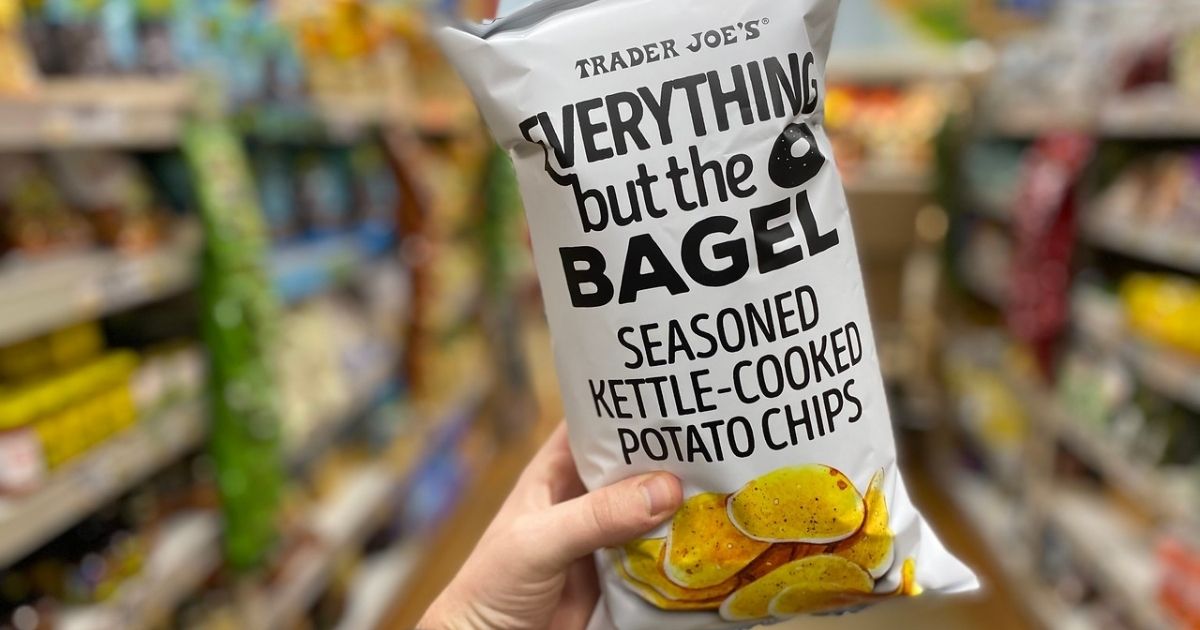 TRADER JOE'S®
EVERYTHING
but the
BAGEL
SEASONED
KETTLE-COOKED
POTATO CHIPS